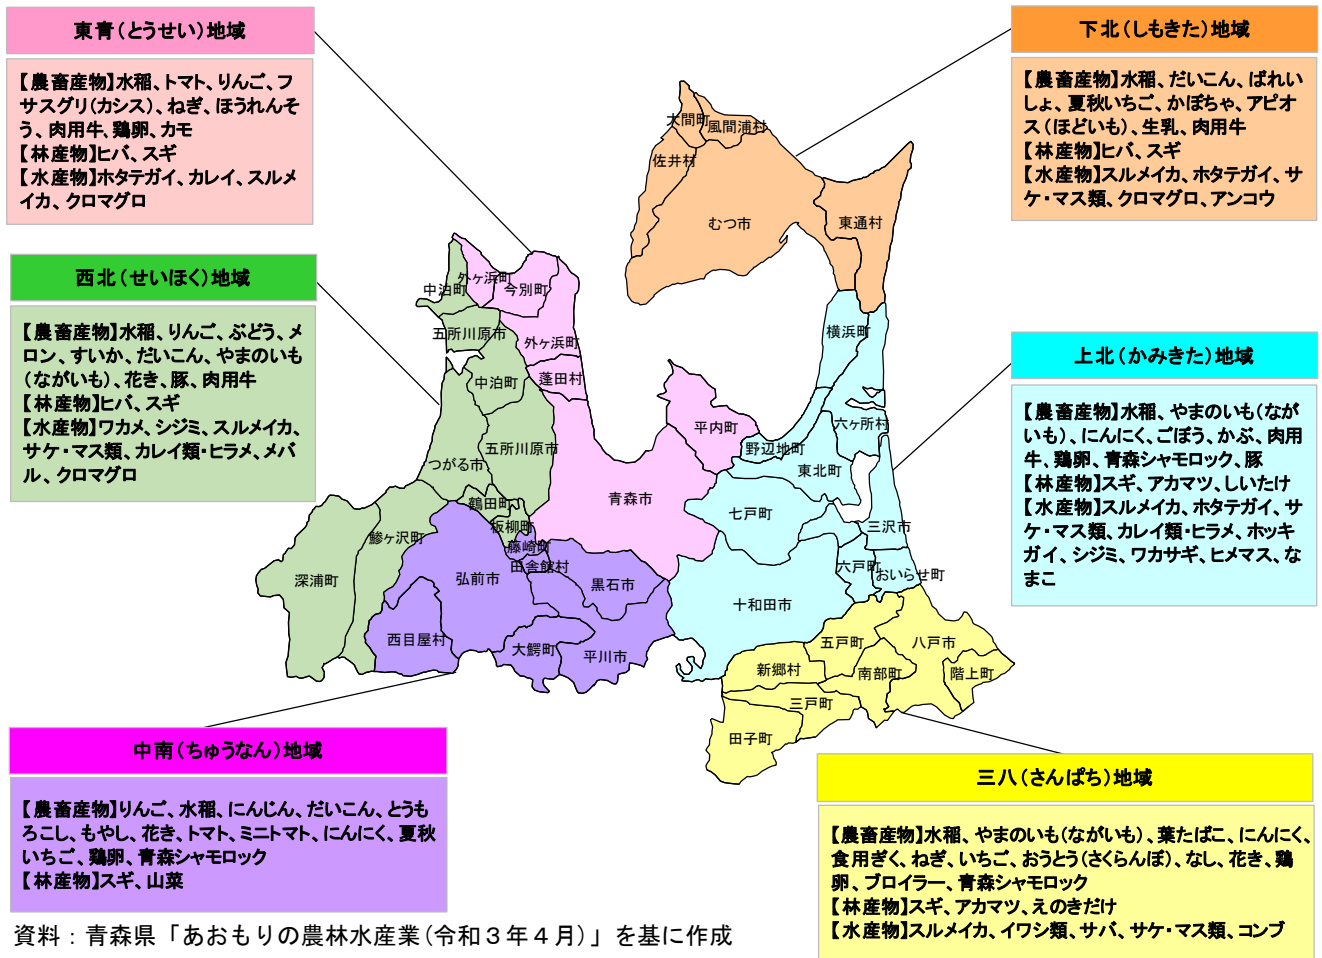 東青（とうせい）地域
【農畜産物】水稲、トマト、りんご、フ
サスグリ(カシス)、ねぎ、ほうれんそ
う、肉用牛、鶏卵、カモ
【林産物】ヒバ、スギ
【水産物】ホタテガイ、カレイ、スルメ
イカ、クロマグロ
下北（しもきた）地域
【農畜産物】水稲、だいこん、ばれい
しょ、夏秋いちご、かぼちゃ、アピオ
ス（ほどいも）、生乳、肉用牛
【林産物】ヒバ、スギ
【水産物】スルメイカ、ホタテガイ、サ
ケ・マス類、クロマグロ、アンコウ
西北（せいほく）地域
【農畜産物】水稲、りんご、ぶどう、メ
ロン、すいか、だいこん、やまのいも
（ながいも）、花き、豚、肉用牛
【林産物】ヒバ、スギ
【水産物】ワカメ、シジミ、スルメイカ、
サケ・マス類、カレイ類・ヒラメ、メバ
ル、クロマグロ
上北（かみきた）地域
【農畜産物】水稲、やまのいも(なが
いも）、にんにく、ごぼう、かぶ、肉用
牛、鶏卵、青森シャモロック、豚
【林産物】スギ、アカマツ、しいたけ
【水産物】スルメイカ、ホタテガイ、サ
ケ・マス類、カレイ類・ヒラメ、ホッキ
ガイ、シジミ、ワカサギ、ヒメマス、な
まこ
大間町
風間浦村
佐井村
むつ市
東通村
中泊町
外ヶ浜町
今別町
五所川原市
外ヶ浜町
中泊町
蓬田村
横浜町
平内町
六ヶ所村
野辺地町
東北町
つがる市
五所川原市
青森市
鶴田町
板柳町
七戸町
三沢市
鰺ヶ沢町
藤崎町
田舎館村
六戸町
おいらせ町
深浦町
弘前市
黒石市
十和田市
西目屋村
大鰐町
平川市
五戸町
八戸市
新郷村
南部町
階上町
三戸町
田子町
中南（ちゅうなん）地域
【農畜産物】りんご、水稲、にんじん、だいこん、とうも
ろこし、もやし、花き、トマト、ミニトマト、にんにく、夏秋
いちご、鶏卵、青森シャモロック
【林産物】スギ、山菜
三八（さんぱち）地域
【農畜産物】水稲、やまのいも(ながいも）、葉たばこ、にんにく、
食用ぎく、ねぎ、いちご、おうとう（さくらんぼ）、なし、花き、鶏
卵、ブロイラー、青森シャモロック
【林産物】スギ、アカマツ、えのきだけ
【水産物】スルメイカ、イワシ類、サバ、サケ・マス類、コンブ
資料：青森県「あおもりの農林水産業(令和３年４月)」を基に作成